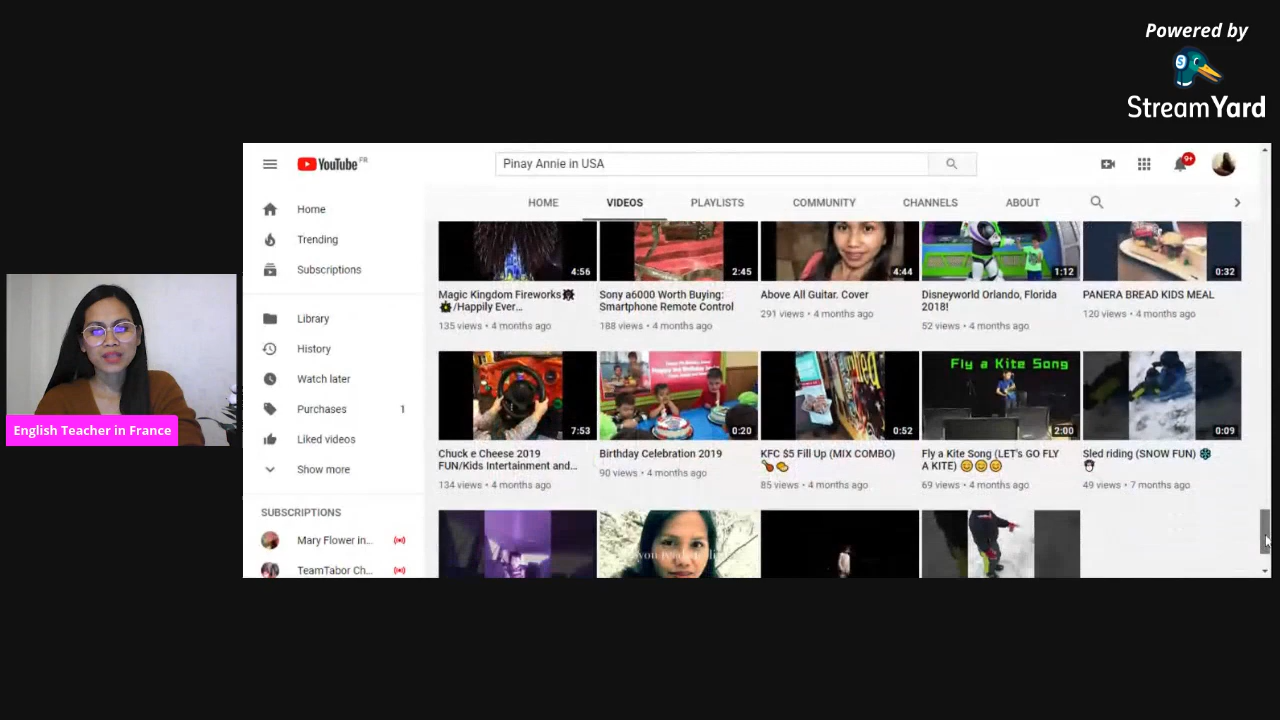 Powered by
StreamYard
YouTube FR
Pinay Annie in USA
9+
HOME
VIDEOS
PLAYLISTS
COMMUNITY
CHANNELS
ABOUT
Home
Trending
Subscriptions
Library
History
Watch later
Purchases 1
Liked videos
Show more
SUBSCRIPTIONS
Mary Flower in...
TeamTabor Ch...
4:56
Magic Kingdom Fireworks
/Happily Ever...
135 views • 4 months ago
2:45
Sony a6000 Worth Buying:
Smartphone Remote Control
188 views • 4 months ago
4:44
Above All Guitar. Cover
291 views • 4 months ago
1:12
Disneyworld Orlando, Florida
2018!
52 views • 4 months ago
0:32
PANERA BREAD KIDS MEAL
120 views • 4 months ago
7:53
Chuck e Cheese 2019
FUN/Kids Intertainment and...
134 views • 4 months ago
0:20
Birthday Celebration 2019
90 views • 4 months ago
0:52
KFC $5 Fill Up (MIX COMBO)
🍗🍋
85 views • 4 months ago
Fly a Kite Song
2:00
Fly a Kite Song (LET'S GO FLY
A KITE) 😊😊😊
69 views • 4 months ago
0:09
Sled riding (SNOW FUN) ❄
49 views • 7 months ago
English Teacher in France